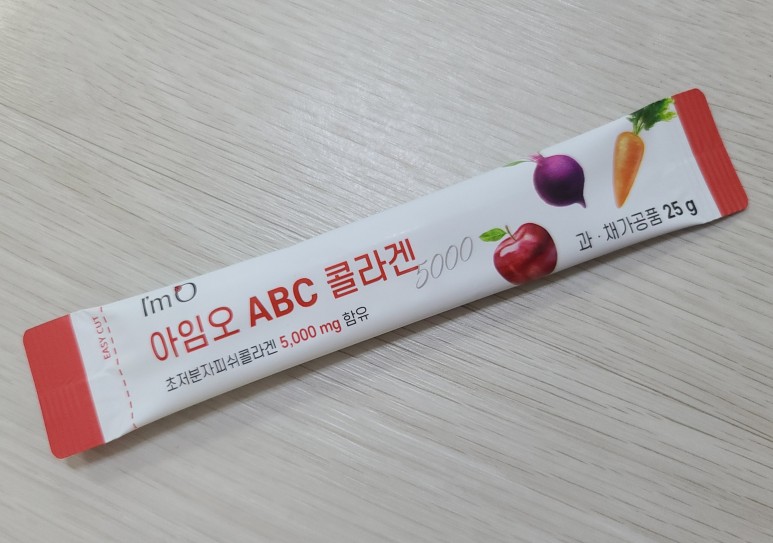 EASY CUT
I'm O
아임오 ABC 콜라겐 5000
초저분자피쉬콜라겐 5,000 mg 함유
과·채가공품 25 g